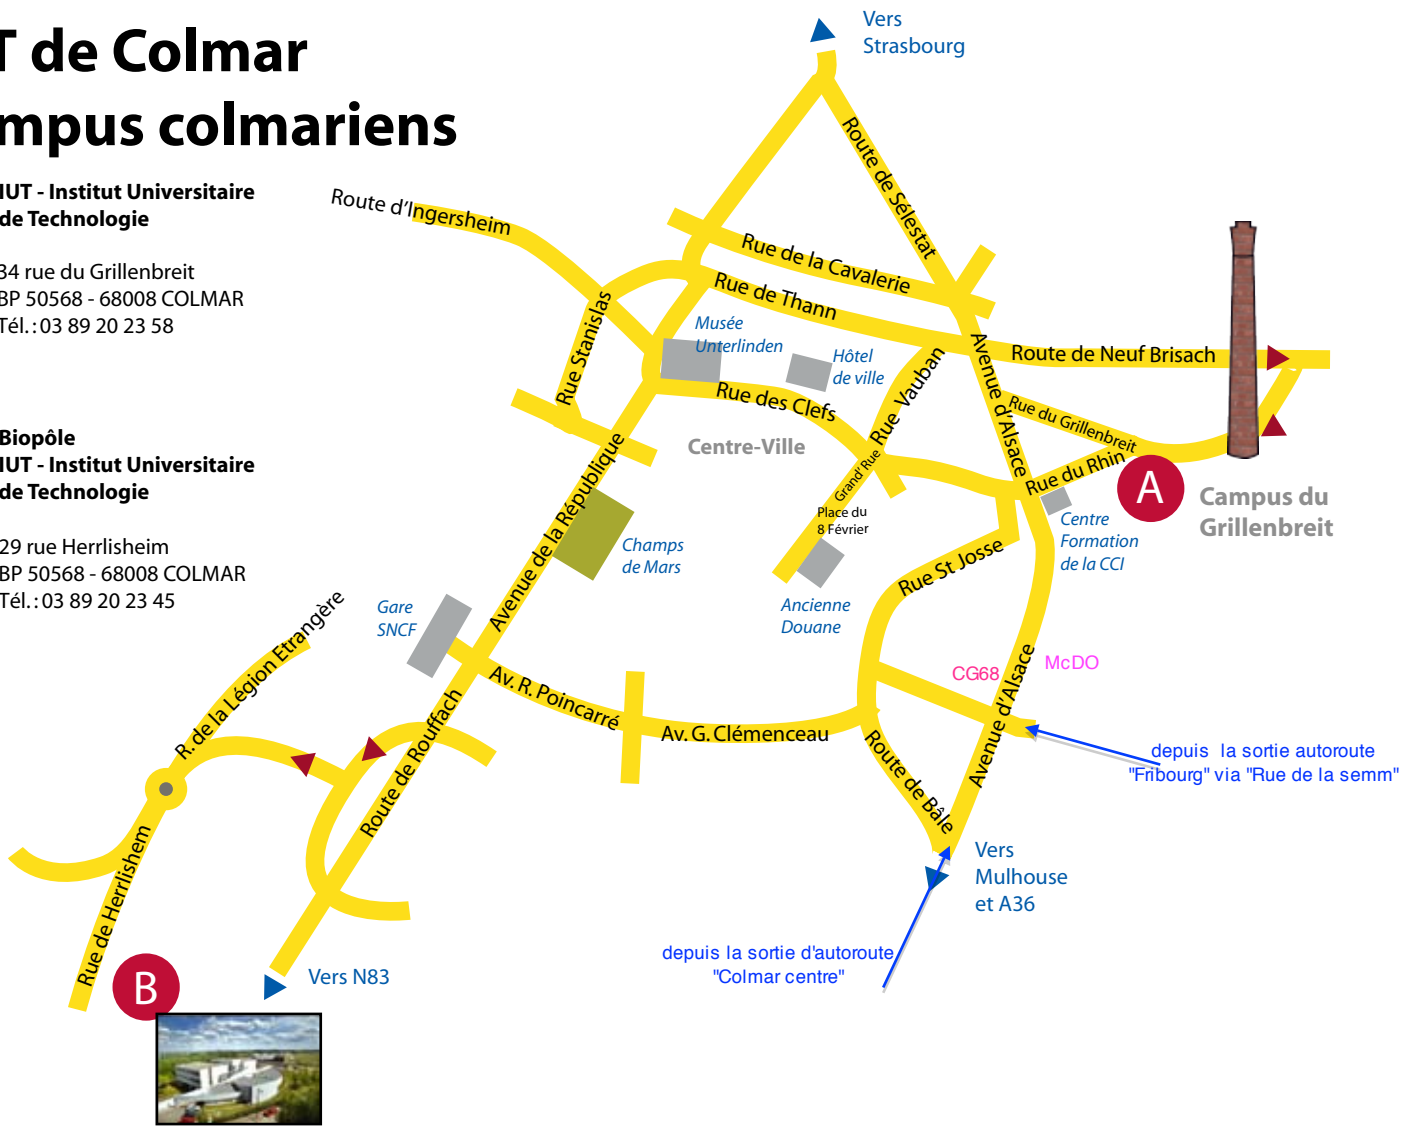 T de Colmar
mpus colmariens
IUT - Institut Universitaire
de Technologie
34 rue du Grillenbreit
BP 50568 - 68008 COLMAR
Tél. : 03 89 20 23 58
Biopôle
IUT - Institut Universitaire
de Technologie
29 rue Herrlisheim
BP 50568 - 68008 COLMAR
Tél. : 03 89 20 23 45
Vers
Strasbourg
Route de Sélestat
Route d'Ingersheim
Rue de la Cavalerie
Rue de Thann
Rue Stanislas
Musée
Unterlinden
Hôtel
de ville
Rue des Clefs
Rue Vauban
Avenue d'Alsace
Route de Neuf Brisach
Rue du Grillenbreit
Rue du Rhin
A
Campus du
Grillenbreit
Centre-Ville
Grand' Rue
Place du
8 Février
Ancienne
Douane
Centre
Formation
de la CCI
Avenue de la République
Champs
de Mars
Gare
SNCF
Rue St Josse
CG68
McDO
Avenue d'Alsace
Av. R. Poincarré
Av. G. Clémenceau
Route de Bâle
depuis la sortie autoroute
"Fribourg" via "Rue de la semm"
R. de la Légion Etrangère
Route de Rouffach
Rue de Herrlishem
B
Vers N83
Vers
Mulhouse
et A36
depuis la sortie d'autoroute
"Colmar centre"